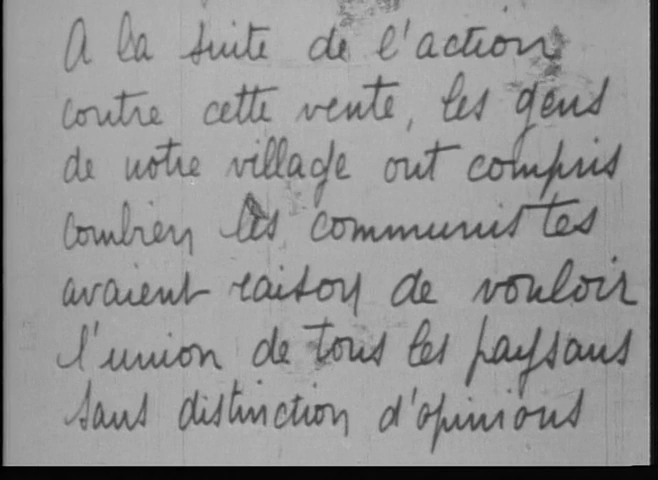 A la suite de l'action
contre cette vente, les gens
de notre village ont compris
combien les communistes
avaient raison de vouloir
l'union de tous les paysans
sans distinction d'opinions